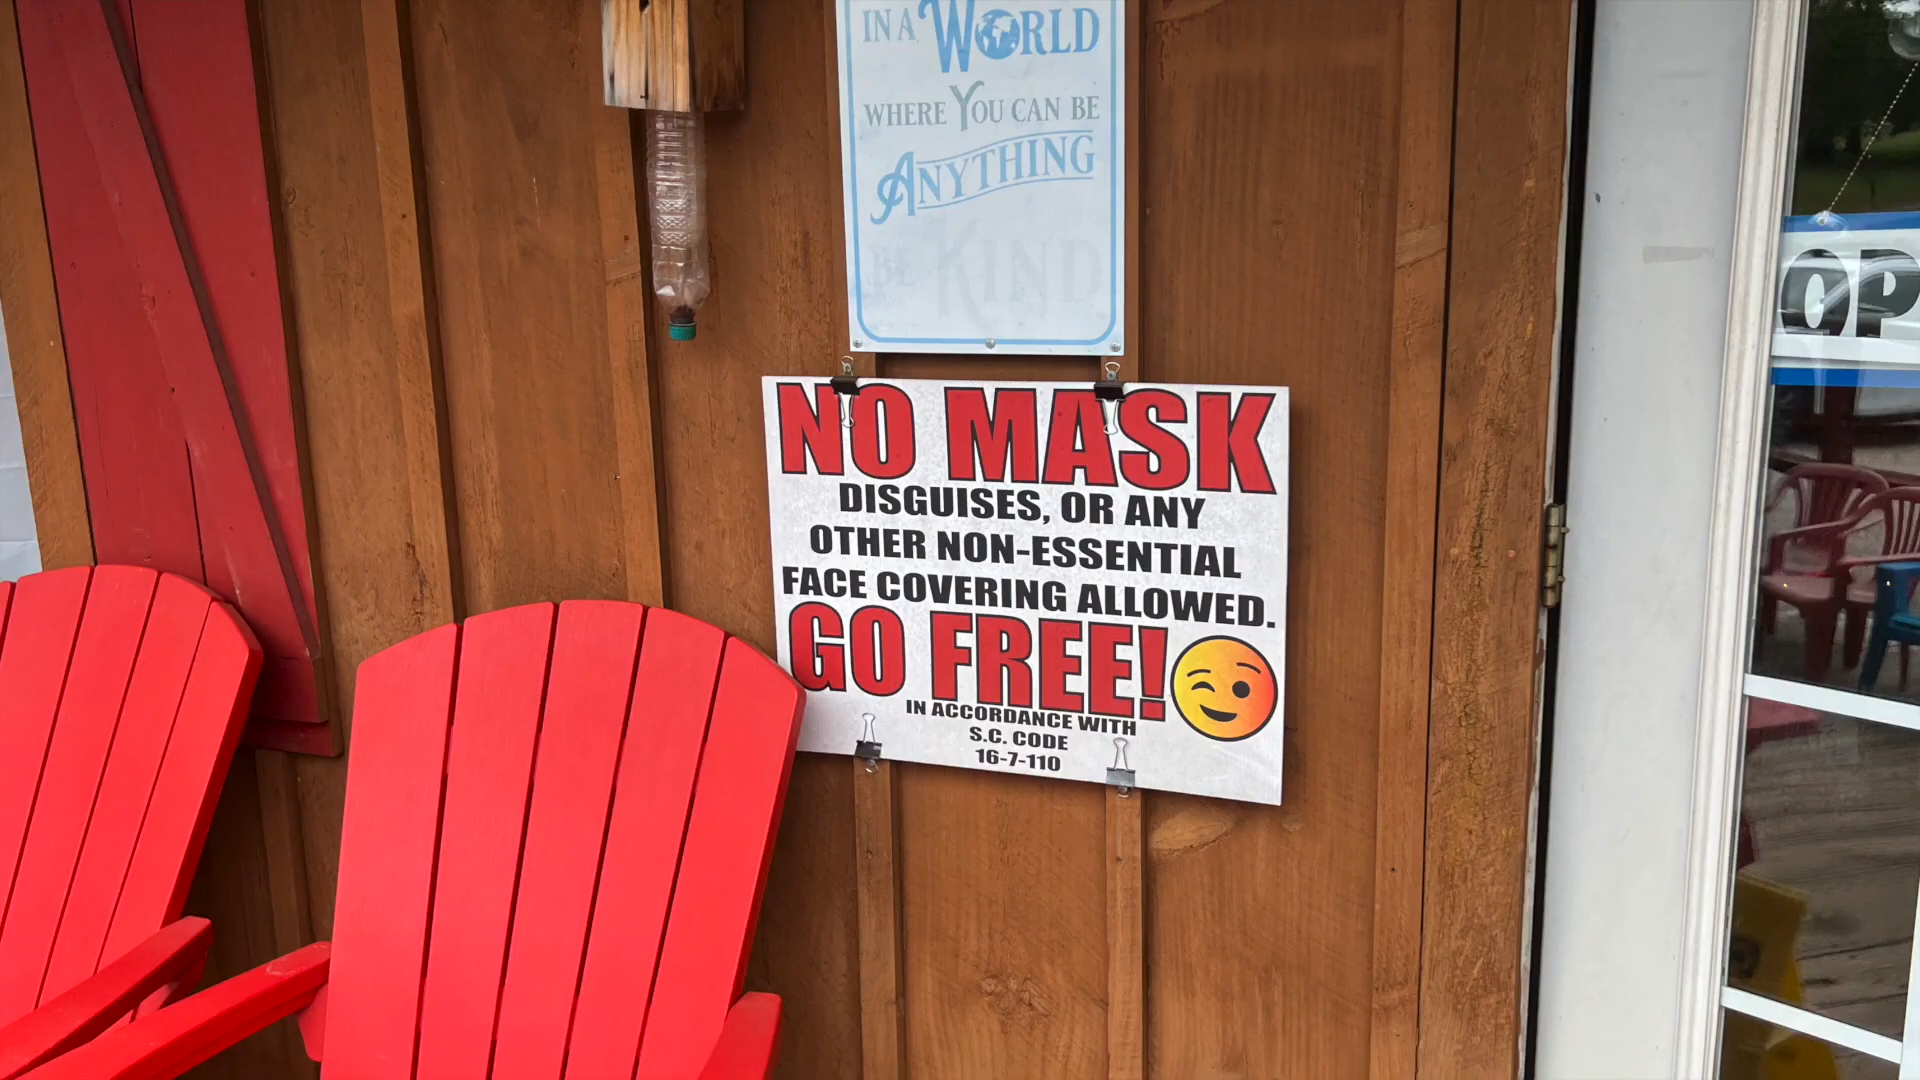 IN A WORLD
WHERE YOU CAN BE
ANYTHING
BE KIND
NO MASK
DISGUISES, OR ANY
OTHER NON-ESSENTIAL
FACE COVERING ALLOWED.
GO FREE!
IN ACCORDANCE WITH
S.C. CODE
16-7-110
OP